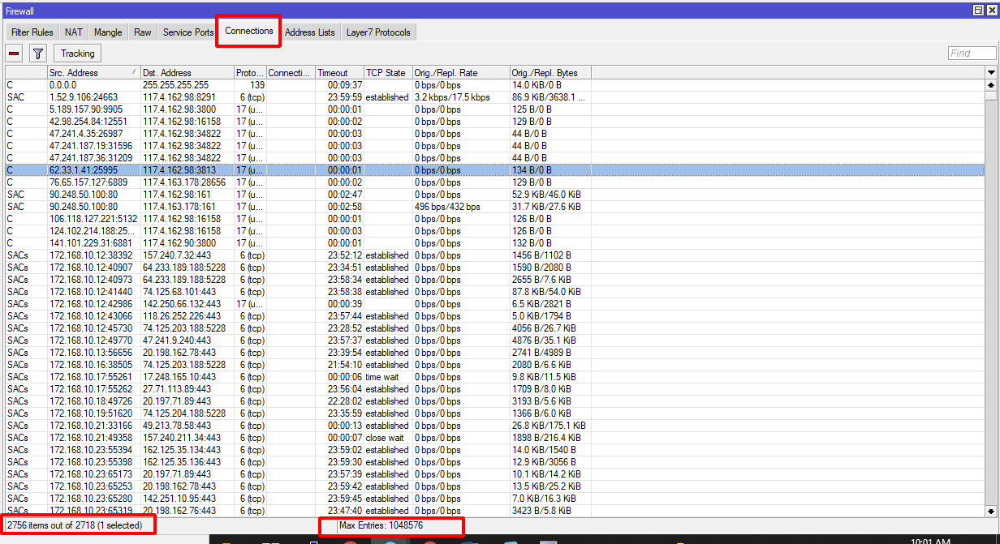 Firewall
Filter Rules NAT Mangle Raw Service Ports Connections Address Lists Layer7 Protocols
Tracking Find
Src. Address Dst. Address Proto... Connecti... Timeout TCP State Orig./Repl. Rate Orig./Repl. Bytes
C 0.0.0.0 255.255.255.255 139 00:09:37 0 bps/0 bps 14.0 KiB/0 B
SAC 1.52.9.106:24663 117.4.162.98:8291 6 (tcp) 23:59:59 established 3.2 kbps/17.5 kbps 86.9 KiB/3638.1 ...
C 5.189.157.90:9905 117.4.162.98:3800 17 (u... 00:00:01 0 bps/0 bps 125 B/0 B
C 42.98.254.84:12551 117.4.162.98:16158 17 (u... 00:00:02 0 bps/0 bps 129 B/0 B
C 47.241.4.35:26987 117.4.162.98:34822 17 (u... 00:00:03 0 bps/0 bps 44 B/0 B
C 47.241.187.19:31596 117.4.162.98:34822 17 (u... 00:00:03 0 bps/0 bps 44 B/0 B
C 47.241.187.36:31209 117.4.162.98:34822 17 (u... 00:00:03 0 bps/0 bps 44 B/0 B
C 62.33.1.41:25995 117.4.162.98:3813 17 (u... 00:00:01 0 bps/0 bps 134 B/0 B
C 76.65.157.127:6889 117.4.163.178:28656 17 (u... 00:00:02 0 bps/0 bps 129 B/0 B
SAC 90.248.50.100:80 117.4.162.98:161 17 (u... 00:02:47 0 bps/0 bps 52.9 KiB/46.0 KiB
SAC 90.248.50.100:80 117.4.163.178:161 17 (u... 00:02:58 496 bps/432 bps 31.7 KiB/27.6 KiB
C 106.118.127.221:5132 117.4.162.98:16158 17 (u... 00:00:01 0 bps/0 bps 126 B/0 B
C 124.102.214.188:25... 117.4.162.98:16158 17 (u... 00:00:03 0 bps/0 bps 126 B/0 B
C 141.101.229.31:6881 117.4.162.90:3800 17 (u... 00:00:01 0 bps/0 bps 132 B/0 B
SACs 172.168.10.12:38392 157.240.7.32:443 6 (tcp) 23:52:12 established 0 bps/0 bps 1456 B/1102 B
SACs 172.168.10.12:40907 64.233.189.188:5228 6 (tcp) 23:34:51 established 0 bps/0 bps 1590 B/2080 B
SACs 172.168.10.12:40973 64.233.189.188:5228 6 (tcp) 23:58:34 established 0 bps/0 bps 2655 B/7.6 KiB
SACs 172.168.10.12:41440 74.125.68.101:443 6 (tcp) 23:58:38 established 0 bps/0 bps 87.8 KiB/54.0 KiB
SACs 172.168.10.12:42986 142.250.66.132:443 17 (u... 00:00:39 0 bps/0 bps 6.5 KiB/2821 B
SACs 172.168.10.12:43066 118.26.252.226:443 6 (tcp) 23:57:44 established 0 bps/0 bps 5.0 KiB/1794 B
SACs 172.168.10.12:45730 74.125.203.188:5228 6 (tcp) 23:28:52 established 0 bps/0 bps 4056 B/26.7 KiB
SACs 172.168.10.12:49770 47.241.9.240:443 6 (tcp) 23:57:37 established 0 bps/0 bps 4876 B/35.1 KiB
SACs 172.168.10.13:56656 20.198.162.78:443 6 (tcp) 23:39:54 established 0 bps/0 bps 2741 B/4989 B
SACs 172.168.10.16:38505 74.125.203.188:5228 6 (tcp) 21:54:10 established 0 bps/0 bps 2080 B/6.6 KiB
SACs 172.168.10.17:55261 17.248.165.10:443 6 (tcp) 00:00:06 time wait 0 bps/0 bps 9.8 KiB/11.5 KiB
SACs 172.168.10.17:55262 27.71.113.89:443 6 (tcp) 23:56:04 established 0 bps/0 bps 1709 B/8.0 KiB
SACs 172.168.10.18:49726 20.197.71.89:443 6 (tcp) 22:28:02 established 0 bps/0 bps 3193 B/5.6 KiB
SACs 172.168.10.19:51620 74.125.204.188:5228 6 (tcp) 23:35:59 established 0 bps/0 bps 1366 B/6.0 KiB
SACs 172.168.10.21:33166 49.213.78.58:443 6 (tcp) 00:00:13 established 0 bps/0 bps 26.8 KiB/175.1 KiB
SACs 172.168.10.21:49358 157.240.211.34:443 6 (tcp) 00:00:07 close wait 0 bps/0 bps 1898 B/216.4 KiB
SACs 172.168.10.23:55394 162.125.35.134:443 6 (tcp) 23:59:02 established 0 bps/0 bps 14.0 KiB/1540 B
SACs 172.168.10.23:55398 162.125.35.136:443 6 (tcp) 23:59:30 established 0 bps/0 bps 12.9 KiB/3056 B
SACs 172.168.10.23:65173 20.197.71.89:443 6 (tcp) 23:57:39 established 0 bps/0 bps 10.1 KiB/14.2 KiB
SACs 172.168.10.23:65253 20.198.162.78:443 6 (tcp) 23:59:42 established 0 bps/0 bps 13.5 KiB/25.2 KiB
SACs 172.168.10.23:65280 142.251.10.95:443 6 (tcp) 23:59:45 established 0 bps/0 bps 7.0 KiB/16.3 KiB
SACs 172.168.10.23:65319 20.198.162.76:443 6 (tcp) 23:47:40 established 0 bps/0 bps 3423 B/5.8 KiB
2756 items out of 2718 (1 selected) Max Entries: 1048576
10:01 AM